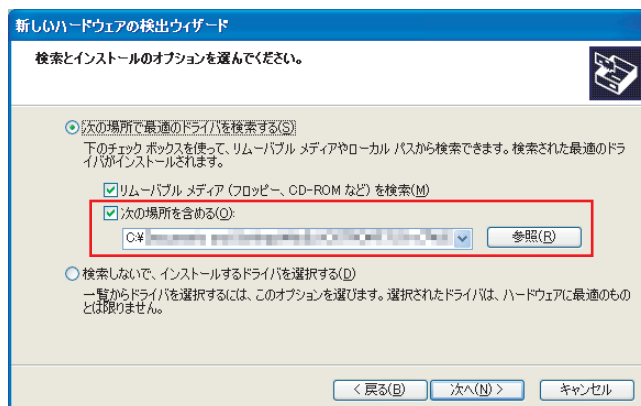 新しいハードウェアの検出ウィザード
検索とインストールのオプションを選んでください。
次の場所で最適のドライバを検索する(S)
下のチェック ボックスを使って、リムーバブル メディアやローカル パスから検索できます。検索された最適のドラ
イバがインストールされます。
リムーバブル メディア (フロッピー、CD-ROM など) を検索(M)
次の場所を含める(O):
C:¥
参照(R)
検索しないで、インストールするドライバを選択する(D)
一覧からドライバを選択するには、このオプションを選びます。選択されたドライバは、ハードウェアに最適のもの
とは限りません。
< 戻る(B) 次へ(N) > キャンセル